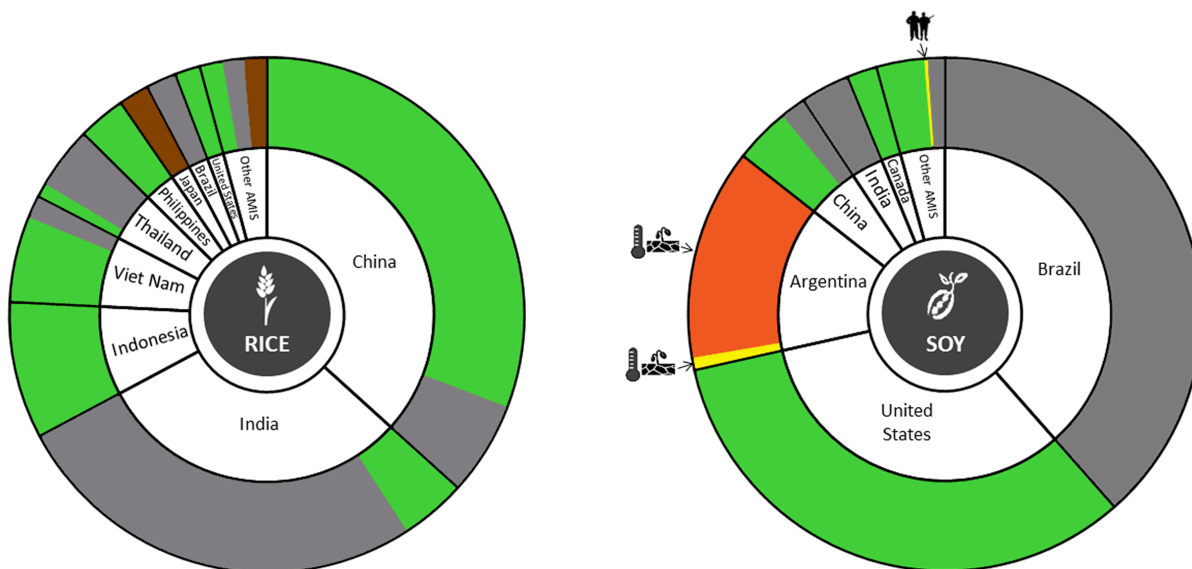 Other AMIS
United States
Brazil
Japan
Philippines
Thailand
Viet Nam
Indonesia
India
China
RICE
Other AMIS
Canada
India
China
Argentina
United
States
Brazil
SOY